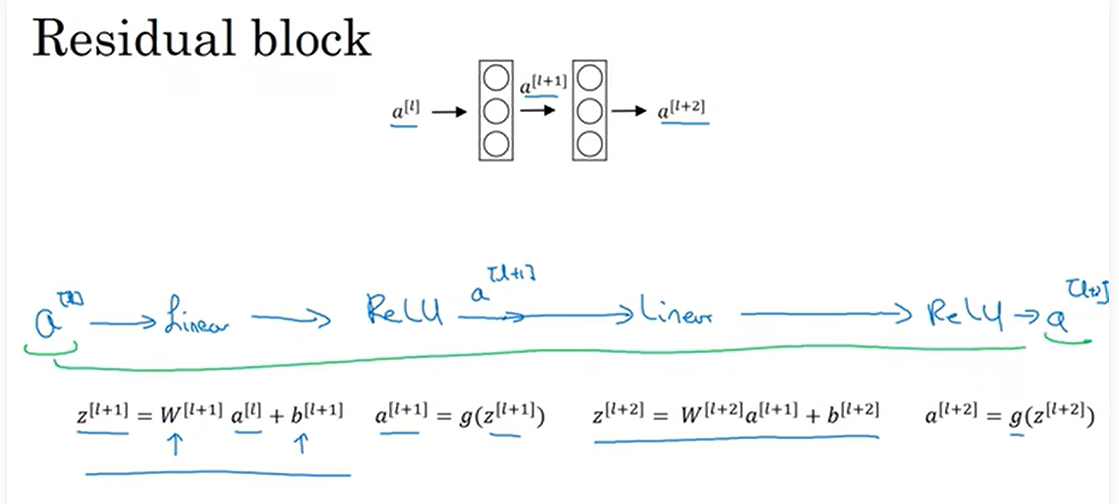 Residual block
a^[l] → a^[l+1] → a^[l+2]
a^[l] → Linear → ReLU a^[l+1] → Linear → ReLU → a^[l+2]
z^[l+1] = W^[l+1] a^[l] + b^[l+1] a^[l+1] = g(z^[l+1]) z^[l+2] = W^[l+2]a^[l+1] + b^[l+2] a^[l+2] = g(z^[l+2])